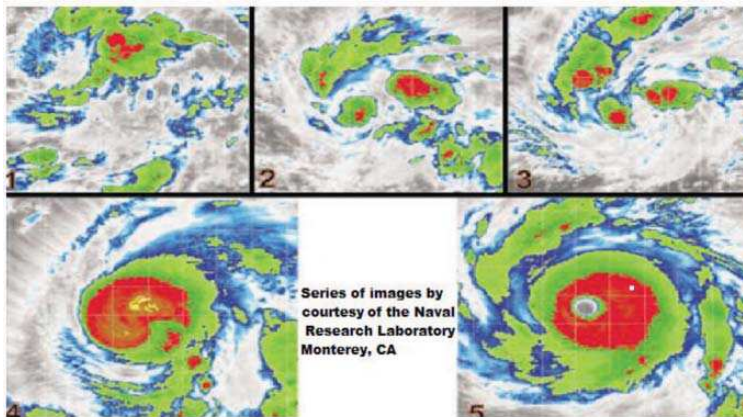 1
2
3
4
Series of images by
courtesy of the Naval
Research Laboratory
Monterey, CA
5